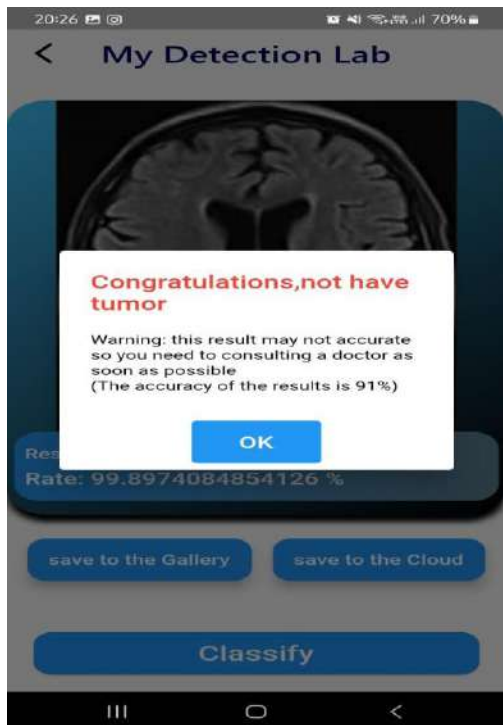 20:26 70%
My Detection Lab
Congratulations,not have
tumor
Warning: this result may not accurate
so you need to consulting a doctor as
soon as possible
(The accuracy of the results is 91%)
OK
Res
Rate: 99.8974084854126 %
save to the Gallery save to the Cloud
Classify